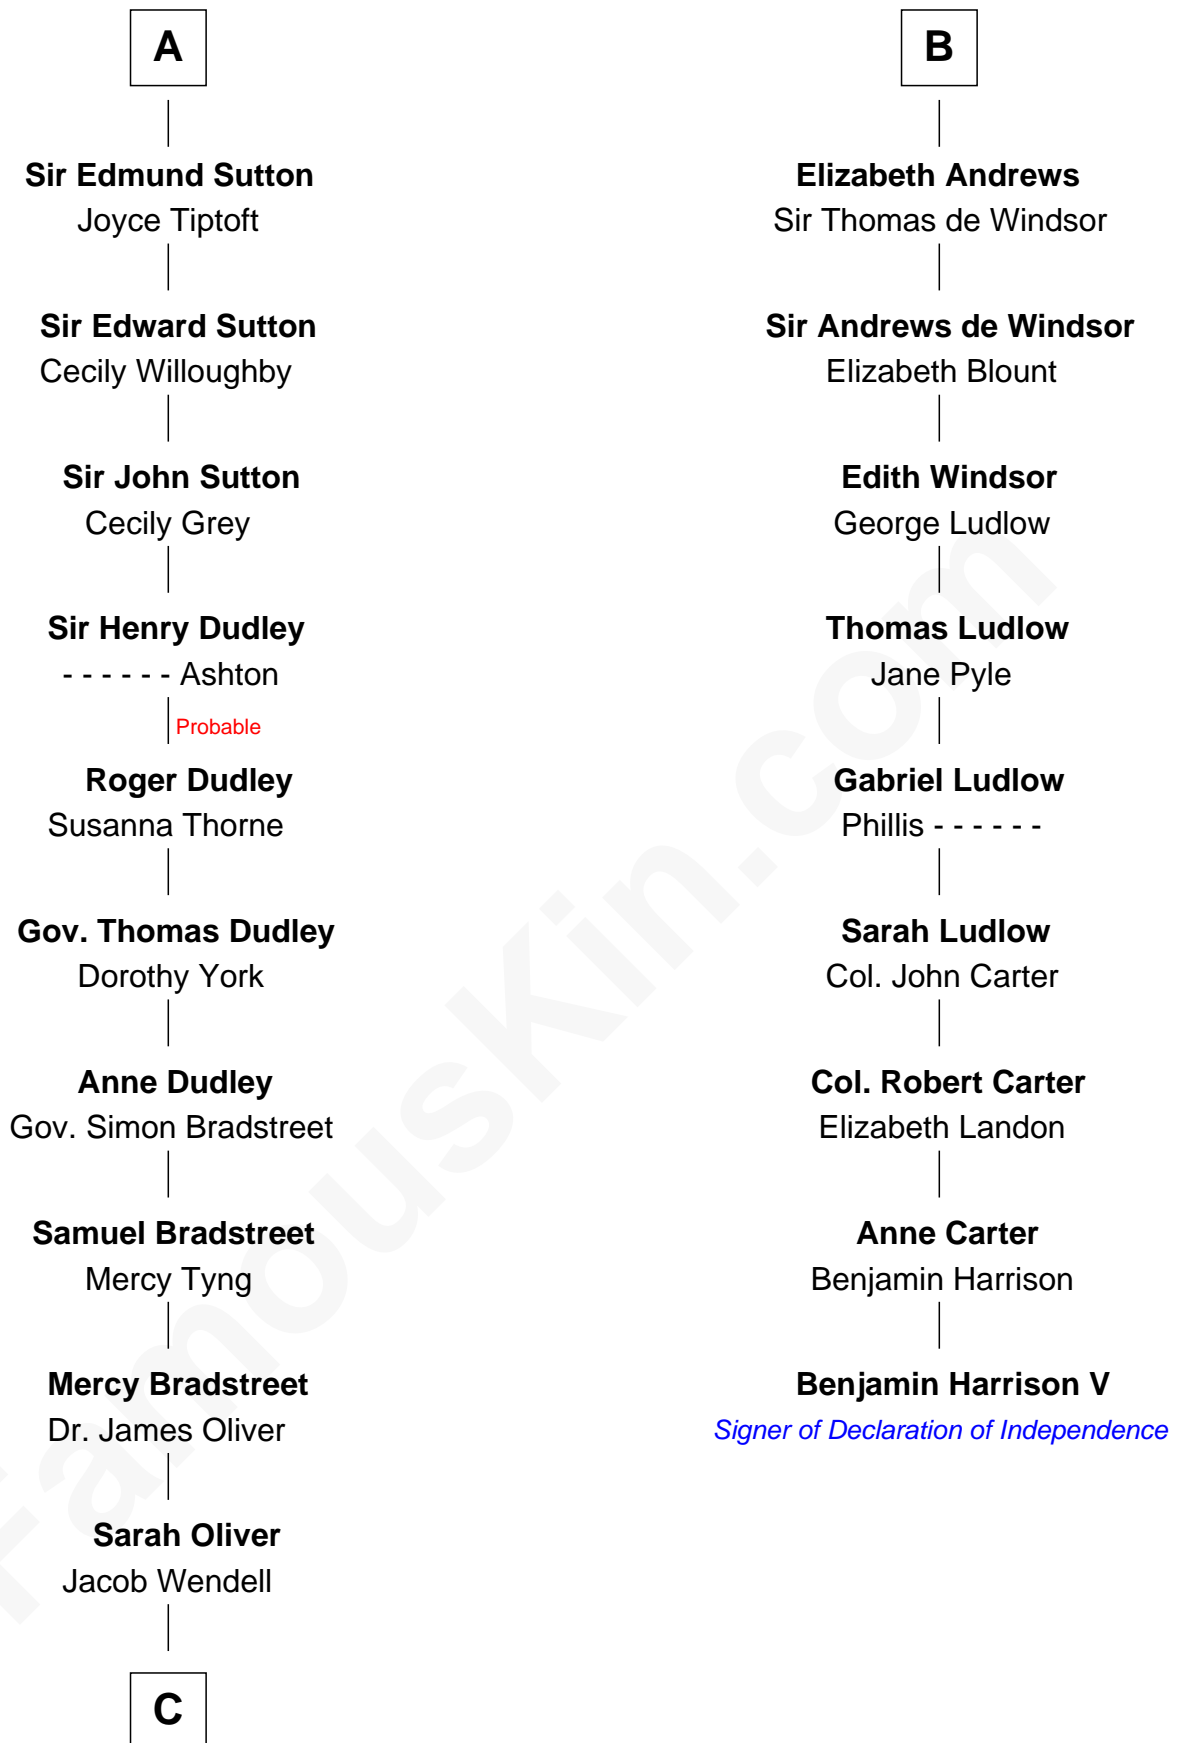 A
Sir Edmund Sutton
Joyce Tiptoft
Sir Edward Sutton
Cecily Willoughby
Sir John Sutton
Cecily Grey
Sir Henry Dudley
- - - - - - Ashton
Probable
Roger Dudley
Susanna Thorne
Gov. Thomas Dudley
Dorothy York
Anne Dudley
Gov. Simon Bradstreet
Samuel Bradstreet
Mercy Tyng
Mercy Bradstreet
Dr. James Oliver
Sarah Oliver
Jacob Wendell
C
B
Elizabeth Andrews
Sir Thomas de Windsor
Sir Andrews de Windsor
Elizabeth Blount
Edith Windsor
George Ludlow
Thomas Ludlow
Jane Pyle
Gabriel Ludlow
Phillis - - - - - -
Sarah Ludlow
Col. John Carter
Col. Robert Carter
Elizabeth Landon
Anne Carter
Benjamin Harrison
Benjamin Harrison V
Signer of Declaration of Independence
FamousKin.com